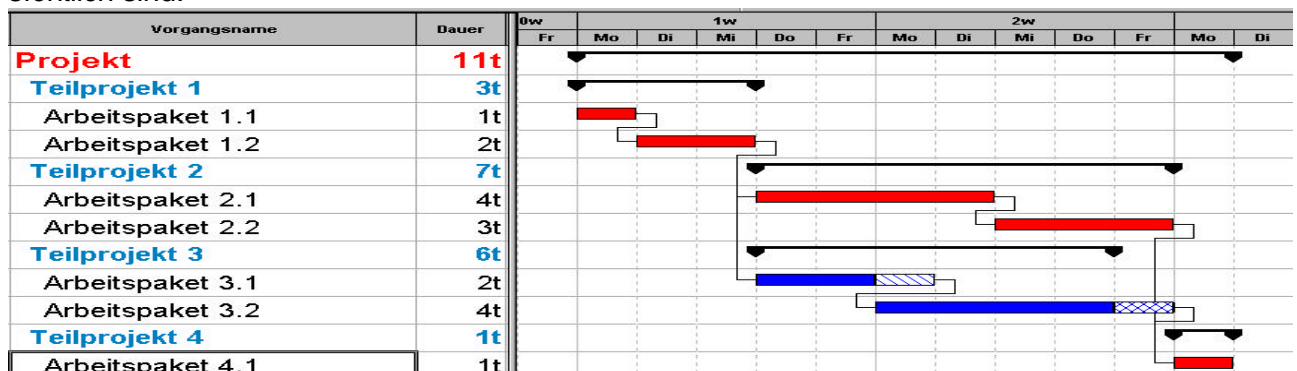 Vorgangsname Dauer 0w 1w 2w
Fr Mo Di Mi Do Fr Mo Di Mi Do Fr Mo Di
Projekt 11t
Teilprojekt 1 3t
Arbeitspaket 1.1 1t
Arbeitspaket 1.2 2t
Teilprojekt 2 7t
Arbeitspaket 2.1 4t
Arbeitspaket 2.2 3t
Teilprojekt 3 6t
Arbeitspaket 3.1 2t
Arbeitspaket 3.2 4t
Teilprojekt 4 1t
Arbeitspaket 4.1 1t